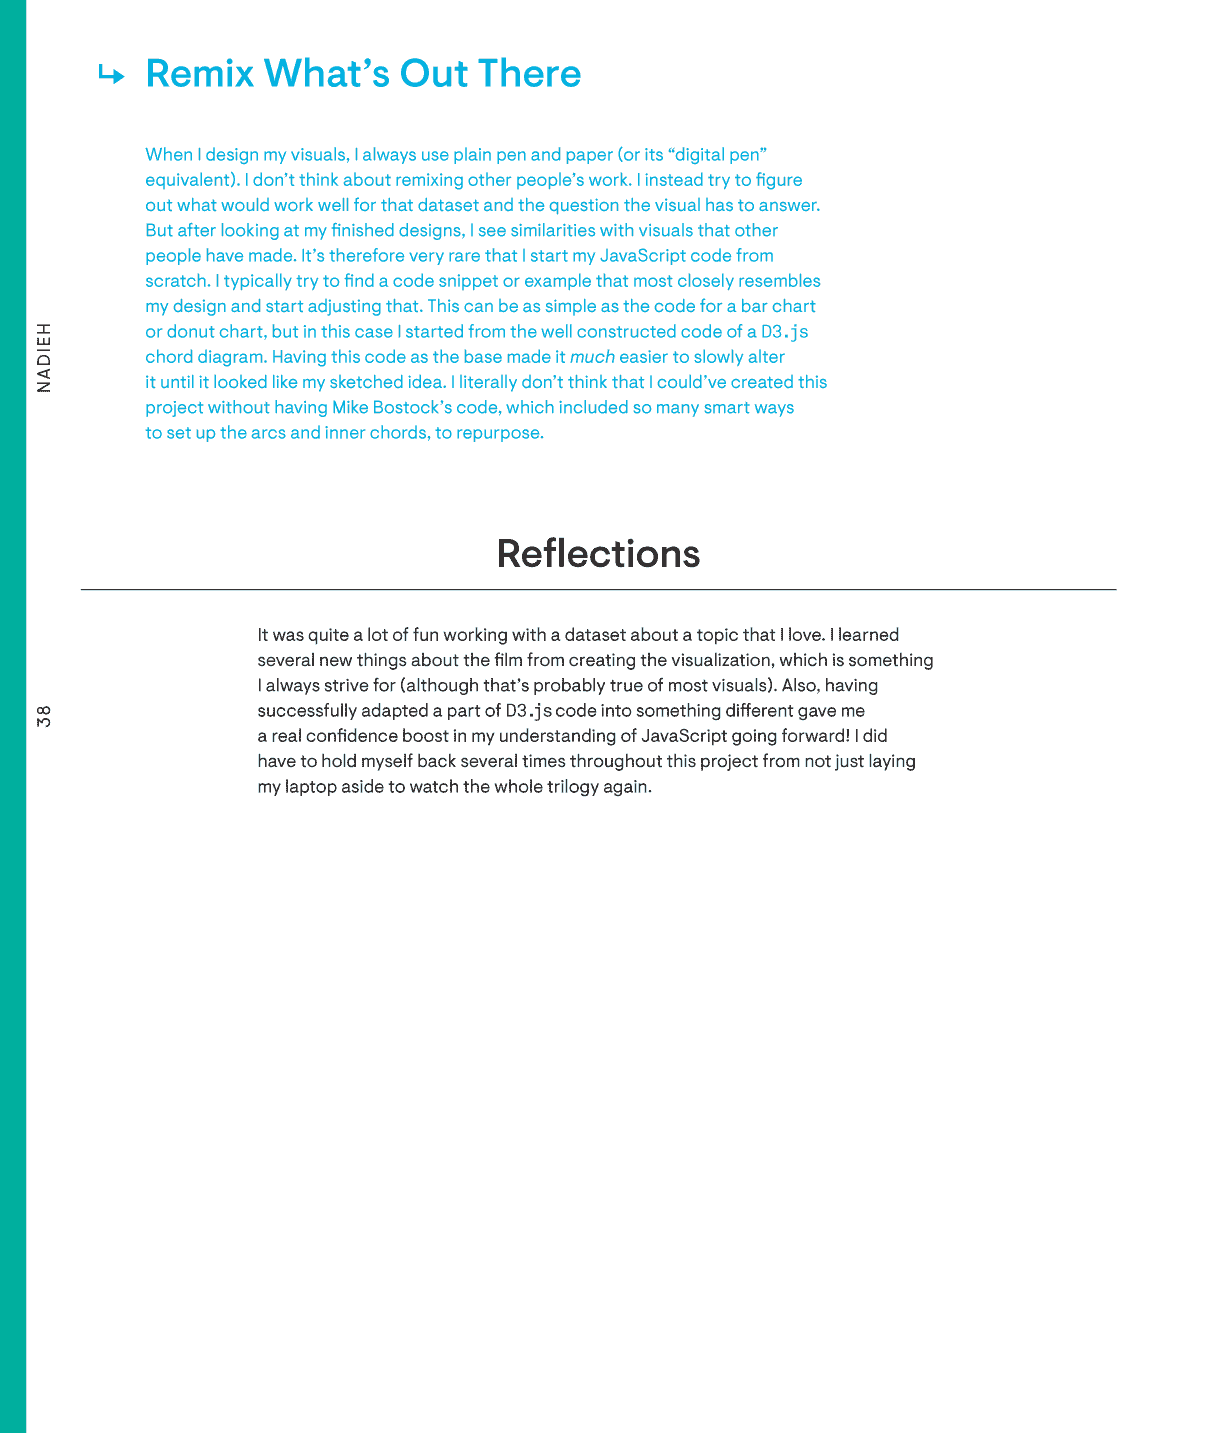 Remix What’s Out There
When I design my visuals, I always use plain pen and paper (or its “digital pen”
equivalent). I don’t think about remixing other people’s work. I instead try to figure
out what would work well for that dataset and the question the visual has to answer.
But after looking at my finished designs, I see similarities with visuals that other
people have made. It’s therefore very rare that I start my JavaScript code from
scratch. I typically try to find a code snippet or example that most closely resembles
my design and start adjusting that. This can be as simple as the code for a bar chart
or donut chart, but in this case I started from the well constructed code of a D3.js
chord diagram. Having this code as the base made it much easier to slowly alter
it until it looked like my sketched idea. I literally don’t think that I could’ve created this
project without having Mike Bostock’s code, which included so many smart ways
to set up the arcs and inner chords, to repurpose.
NADIEH
Reflections
It was quite a lot of fun working with a dataset about a topic that I love. I learned
several new things about the film from creating the visualization, which is something
I always strive for (although that’s probably true of most visuals). Also, having
successfully adapted a part of D3.js code into something different gave me
a real confidence boost in my understanding of JavaScript going forward! I did
have to hold myself back several times throughout this project from not just laying
my laptop aside to watch the whole trilogy again.
38